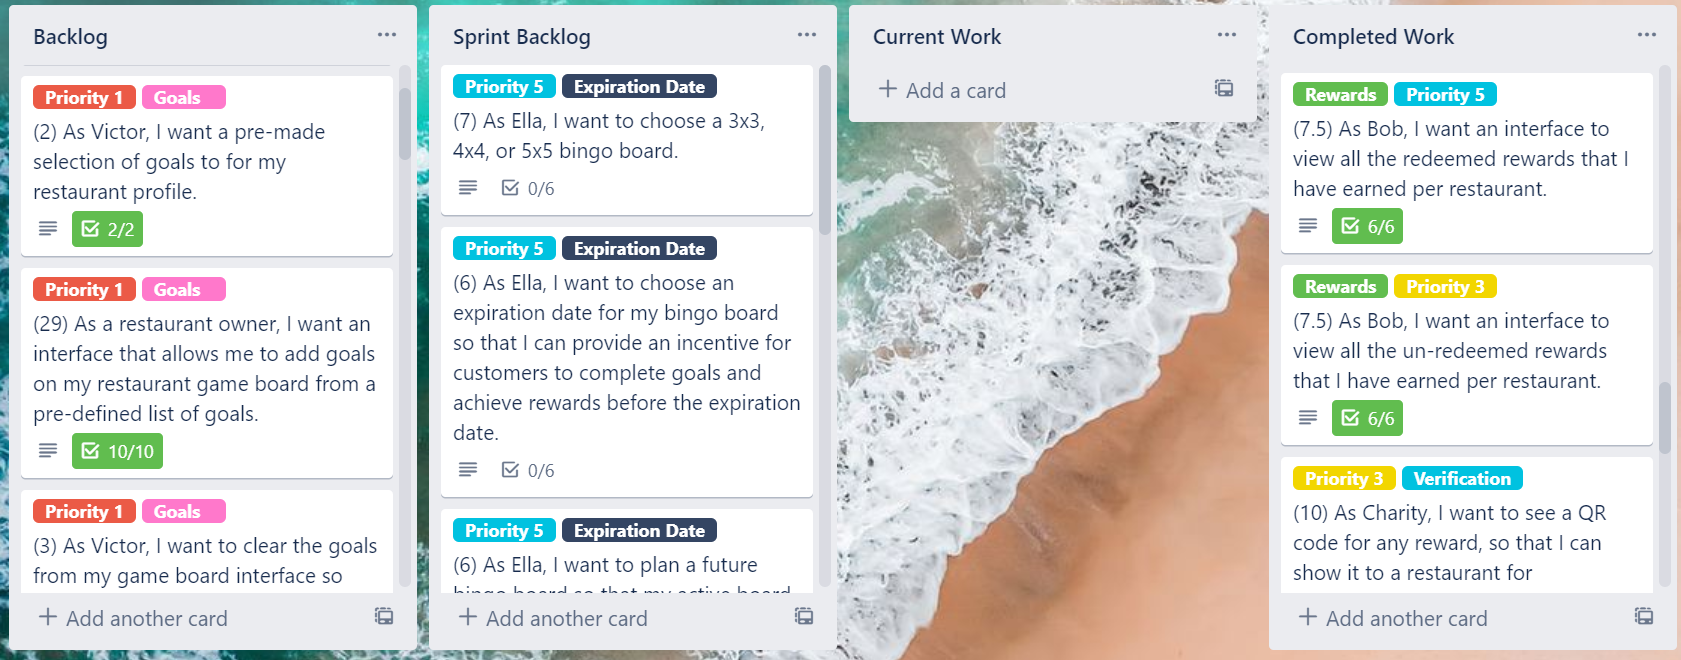 Backlog
Priority 1 Goals
(2) As Victor, I want a pre-made
selection of goals to for my
restaurant profile.
2/2
Priority 1 Goals
(29) As a restaurant owner, I want an
interface that allows me to add goals
on my restaurant game board from a
pre-defined list of goals.
10/10
Priority 1 Goals
(3) As Victor, I want to clear the goals
from my game board interface so
+ Add another card
Sprint Backlog
Priority 5 Expiration Date
(7) As Ella, I want to choose a 3x3,
4x4, or 5x5 bingo board.
0/6
Priority 5 Expiration Date
(6) As Ella, I want to choose an
expiration date for my bingo board
so that I can provide an incentive for
customers to complete goals and
achieve rewards before the expiration
date.
0/6
Priority 5 Expiration Date
(6) As Ella, I want to plan a future
bingo board so that my active board
+ Add another card
Current Work
+ Add a card
Completed Work
Rewards Priority 5
(7.5) As Bob, I want an interface to
view all the redeemed rewards that I
have earned per restaurant.
6/6
Rewards Priority 3
(7.5) As Bob, I want an interface to
view all the un-redeemed rewards
that I have earned per restaurant.
6/6
Priority 3 Verification
(10) As Charity, I want to see a QR
code for any reward, so that I can
show it to a restaurant for
+ Add another card